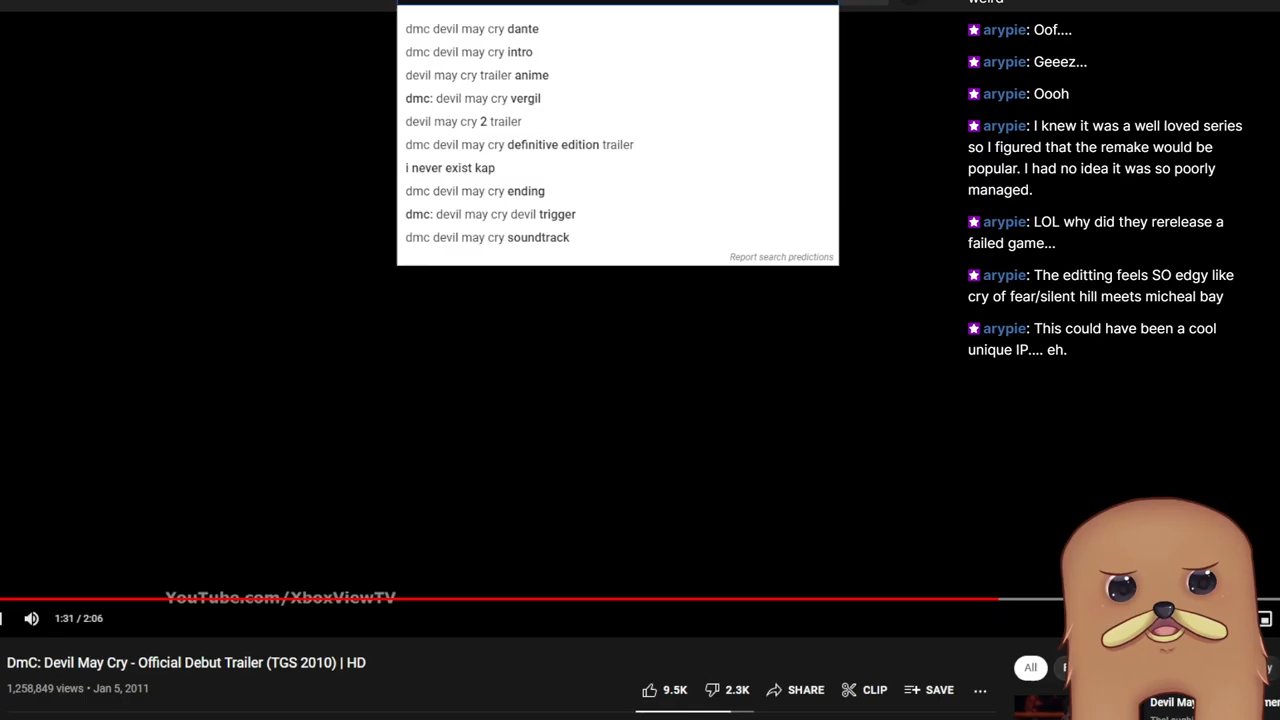 weird
dmc devil may cry dante
dmc devil may cry intro
devil may cry trailer anime
dmc: devil may cry vergil
devil may cry 2 trailer
dmc devil may cry definitive edition trailer
i never exist kap
dmc devil may cry ending
dmc: devil may cry devil trigger
dmc devil may cry soundtrack
Report search predictions
arypie: Oof....
arypie: Geeez...
arypie: Oooh
arypie: I knew it was a well loved series
so I figured that the remake would be
popular. I had no idea it was so poorly
managed.
arypie: LOL why did they rerelease a
failed game...
arypie: The editting feels SO edgy like
cry of fear/silent hill meets micheal bay
arypie: This could have been a cool
unique IP.... eh.
YouTube.com/XboxViewTV
1:31 / 2:06
DmC: Devil May Cry - Official Debut Trailer (TGS 2010) | HD
1,258,849 views • Jan 5, 2011
9.5K 2.3K SHARE CLIP SAVE ...
All
Devil May